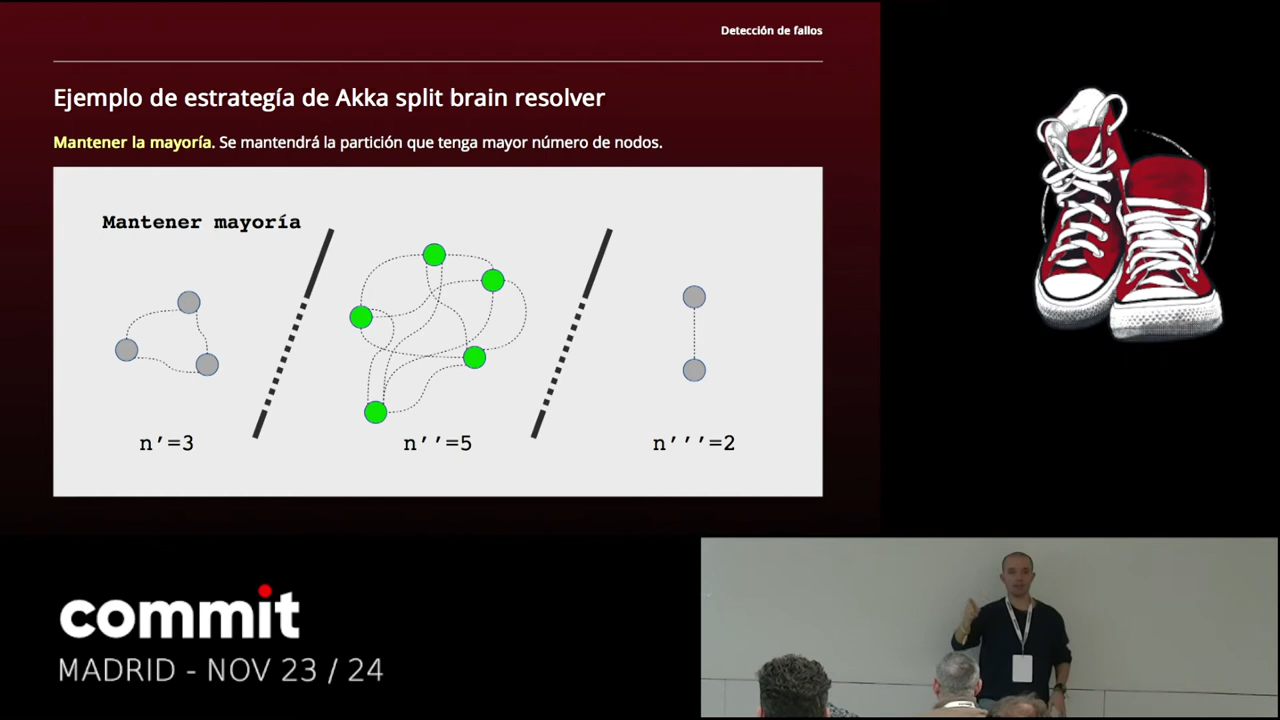 Detección de fallos
Ejemplo de estrategía de Akka split brain resolver
Mantener la mayoría. Se mantendrá la partición que tenga mayor número de nodos.
Mantener mayoría
n’=3
n’’=5
n’’’=2
commit
MADRID - NOV 23 / 24